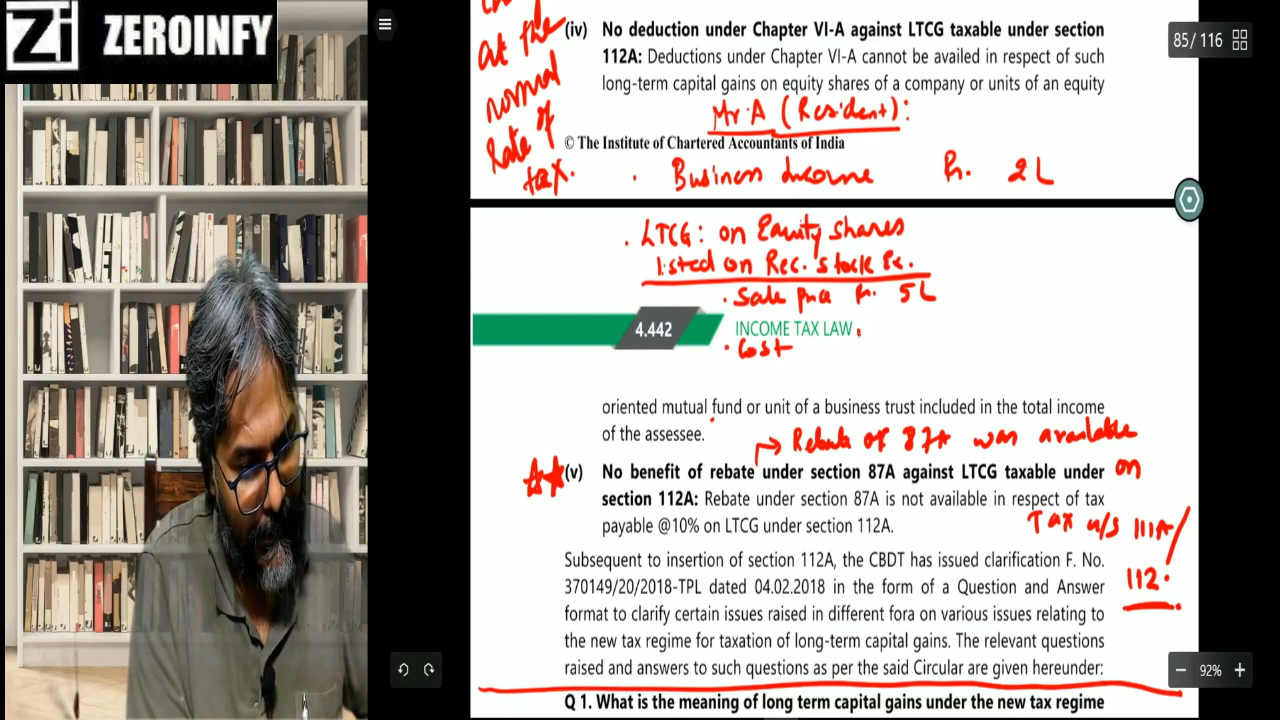 ZEROINFY
85 / 116
at the
normal
Rate of
tax.
(iv) No deduction under Chapter VI-A against LTCG taxable under section
112A: Deductions under Chapter VI-A cannot be availed in respect of such
long-term capital gains on equity shares of a company or units of an equity
Mr. A (Resident):
© The Institute of Chartered Accountants of India
. Business Income Rs. 2L
. LTCG: on Equity shares
listed on Rec. stock Ex.
. Sale price Rs. 5L
4.442 INCOME TAX LAW
. Cost
oriented mutual fund or unit of a business trust included in the total income
of the assessee.
→ Rebate of 87A was available
on
Tax u/s 111A/
112.
(v) No benefit of rebate under section 87A against LTCG taxable under
section 112A: Rebate under section 87A is not available in respect of tax
payable @10% on LTCG under section 112A.
Subsequent to insertion of section 112A, the CBDT has issued clarification F. No.
370149/20/2018-TPL dated 04.02.2018 in the form of a Question and Answer
format to clarify certain issues raised in different fora on various issues relating to
the new tax regime for taxation of long-term capital gains. The relevant questions
raised and answers to such questions as per the said Circular are given hereunder:
Q 1. What is the meaning of long term capital gains under the new tax regime
− 92% +